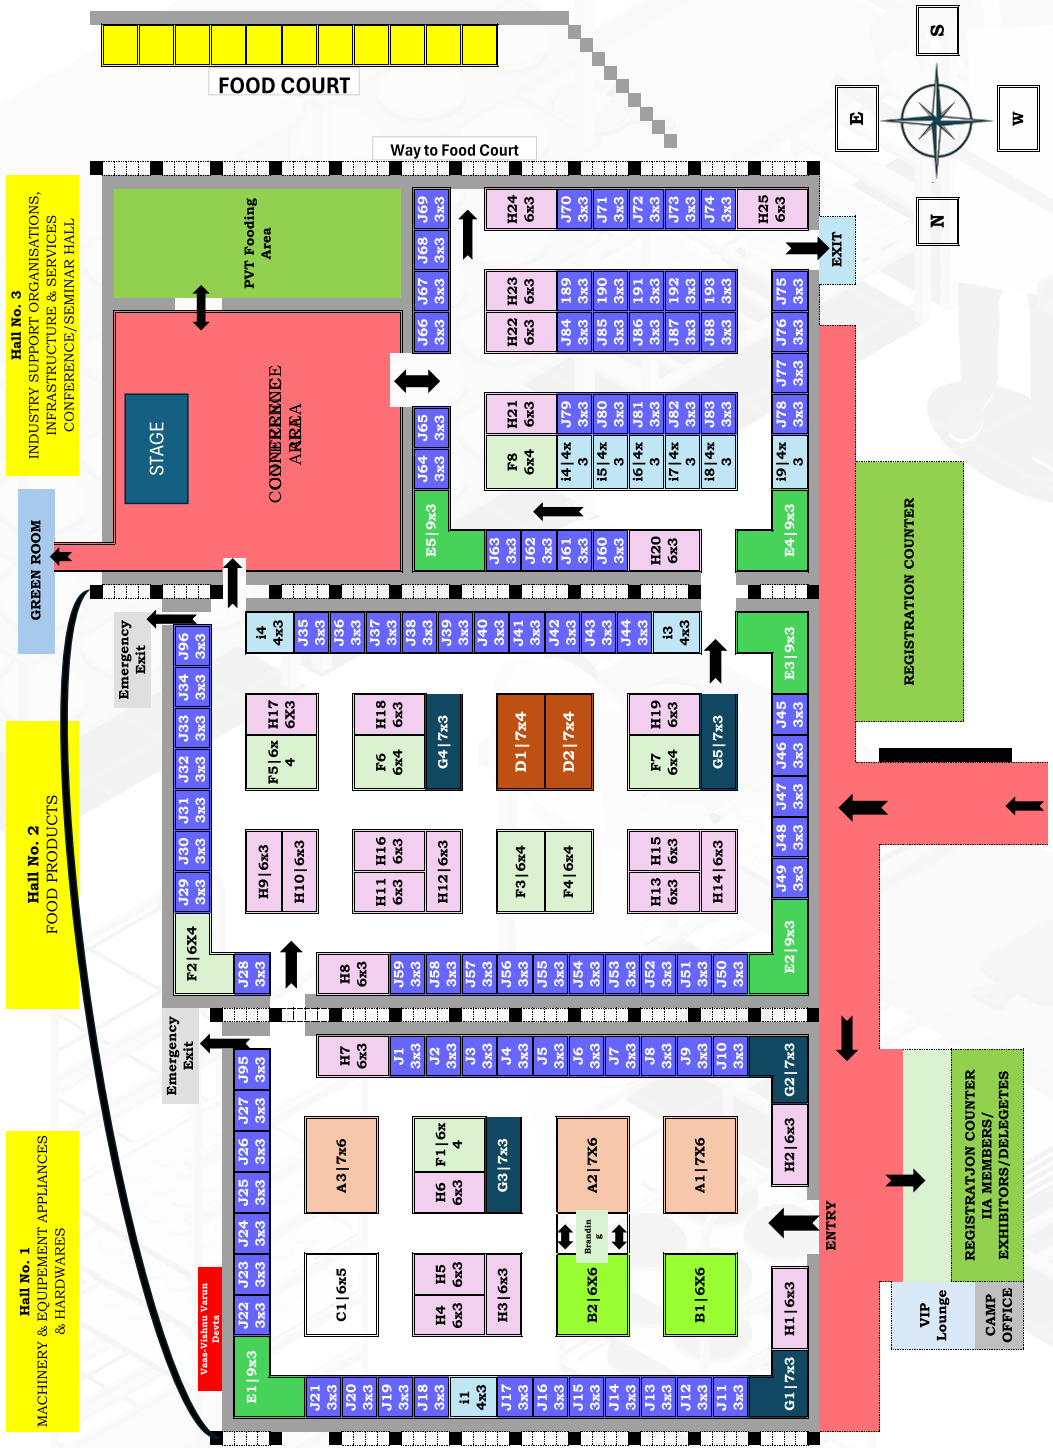 FOOD COURT
Way to Food Court
S
E
W
N
Hall No. 3
INDUSTRY SUPPORT ORGANISATIONS,
INFRASTRUCTURE & SERVICES
CONFERENCE/SEMINAR HALL
PVT Fooding
Area
STAGE
CONFERENCE
AREA
GREEN ROOM
J69
3x3
J68
3x3
J67
3x3
J66
3x3
J65
3x3
J64
3x3
E5|9x3
H24
6x3
J70
3x3
J71
3x3
J72
3x3
J73
3x3
J74
3x3
H25
6x3
EXIT
H23
6x3
189
3x3
190
3x3
191
3x3
192
3x3
193
3x3
J75
3x3
H22
6x3
J84
3x3
J85
3x3
J86
3x3
J87
3x3
J88
3x3
J76
3x3
J77
3x3
H21
6x3
J79
3x3
J80
3x3
J81
3x3
J82
3x3
J83
3x3
J78
3x3
F8
6x4
i4|4x
3
i5|4x
3
i6|4x
3
i7|4x
3
i8|4x
3
i9|4x
3
J63
3x3
J62
3x3
J61
3x3
J60
3x3
H20
6x3
E4|9x3
REGISTRATION COUNTER
Hall No. 2
FOOD PRODUCTS
Emergency
Exit
J96
3x3
J34
3x3
J33
3x3
J32
3x3
J31
3x3
J30
3x3
J29
3x3
F2|6X4
J28
3x3
i4
4x3
J35
3x3
J36
3x3
J37
3x3
J38
3x3
J39
3x3
J40
3x3
J41
3x3
J42
3x3
J43
3x3
J44
3x3
i3
4x3
E3|9x3
H17
6X3
F5|6x
4
H18
6x3
F6
6x4
G4|7x3
D1|7x4
D2|7x4
H19
6x3
F7
6x4
G5|7x3
J45
3x3
J46
3x3
J47
3x3
J48
3x3
J49
3x3
E2|9x3
H9|6x3
H10|6x3
H16
6x3
H11
6x3
H12|6x3
F3|6x4
F4|6x4
H15
6x3
H13
6x3
H14|6x3
H8
6x3
J59
3x3
J58
3x3
J57
3x3
J56
3x3
J55
3x3
J54
3x3
J53
3x3
J52
3x3
J51
3x3
J50
3x3
Hall No. 1
MACHINERY & EQUIPEMENT APPLIANCES
& HARDWARES
Emergency
Exit
Vaas-Vishnu Varun
Devta
J95
3x3
J27
3x3
J26
3x3
J25
3x3
J24
3x3
J23
3x3
J22
3x3
E1|9x3
H7
6x3
J1
3x3
J2
3x3
J3
3x3
J4
3x3
J5
3x3
J6
3x3
J7
3x3
J8
3x3
J9
3x3
J10
3x3
G2|7x3
A3|7x6
F1|6x
4
H6
6x3
G3|7x3
A2|7X6
A1|7X6
H2|6x3
Brandin
g
ENTRY
C1|6x5
H5
6x3
H4
6x3
H3|6x3
B2|6X6
B1|6X6
H1|6x3
J21
3x3
J20
3x3
J19
3x3
J18
3x3
i1
4x3
J17
3x3
J16
3x3
J15
3x3
J14
3x3
J13
3x3
J12
3x3
J11
3x3
G1|7x3
REGISTRATJON COUNTER
IIA MEMBERS/
EXHIBITORS/DELEGETES
VIP
Lounge
CAMP
OFFICE